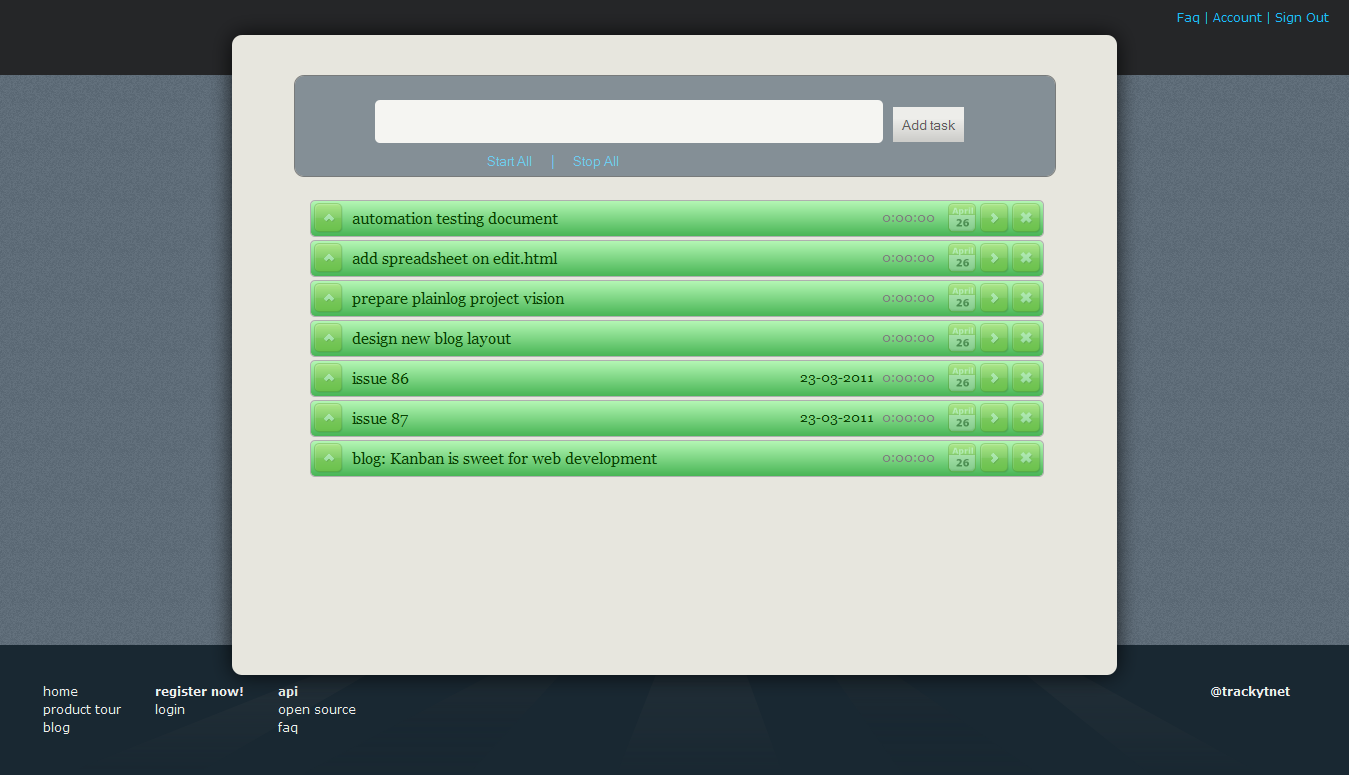 Faq | Account | Sign Out
Add task
Start All | Stop All
automation testing document 0:00:00 April 26
add spreadsheet on edit.html 0:00:00 April 26
prepare plainlog project vision 0:00:00 April 26
design new blog layout 0:00:00 April 26
issue 86 23-03-2011 0:00:00 April 26
issue 87 23-03-2011 0:00:00 April 26
blog: Kanban is sweet for web development 0:00:00 April 26
home register now! api @trackytnet
product tour login open source
blog faq